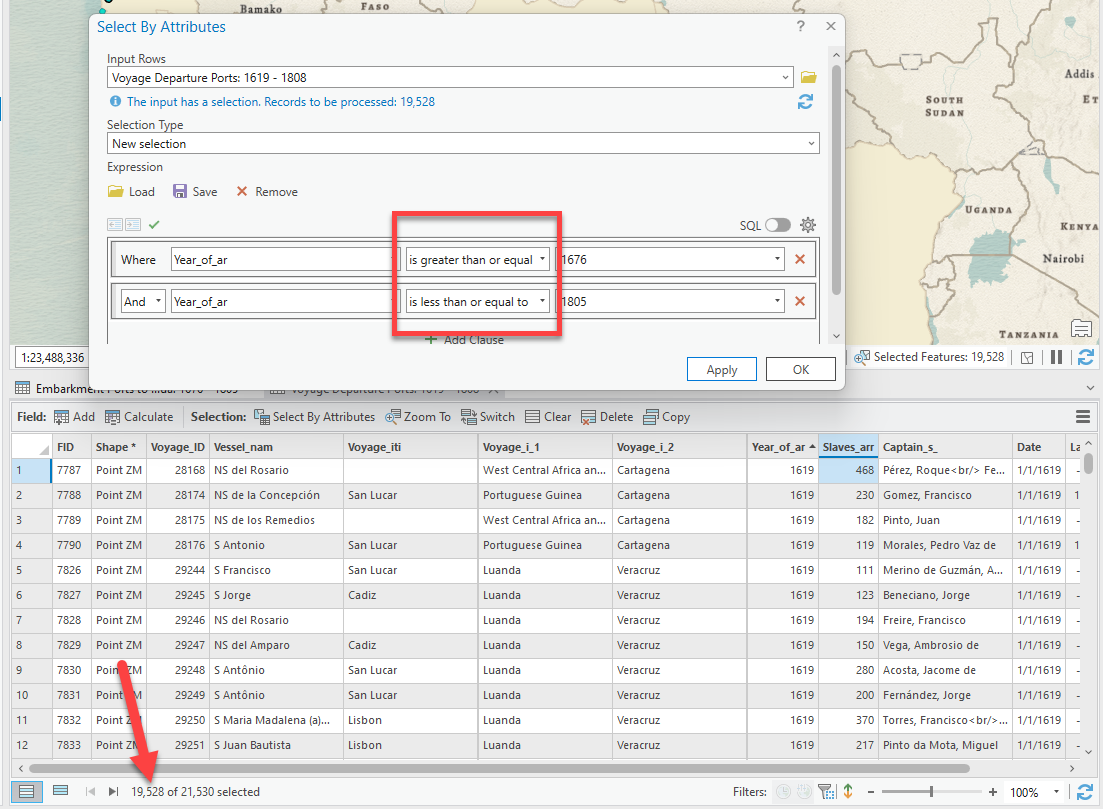 Bamako
FASO
Select By Attributes
?
Input Rows
Voyage Departure Ports: 1619 - 1808
The input has a selection. Records to be processed: 19,528
Addis
ET
SOUTH
SUDAN
Selection Type
New selection
Expression
Load Save Remove
SQL
UGANDA
KENYA
Nairobi
Where Year_of_ar is greater than or equal 1676
And Year_of_ar is less than or equal to 1805
Add Clause
TANZANIA
1:23,488,336
Selected Features: 19,528
Apply OK
Field: Add Calculate Selection: Select By Attributes Zoom To Switch Clear Delete Copy
FID Shape * Voyage_ID Vessel_nam Voyage_iti Voyage_i_1 Voyage_i_2 Year_of_ar Slaves_arr Captain_s_ Date La
1 7787 Point ZM 28168 NS del Rosario West Central Africa an... Cartagena 1619 468 Pérez, Roque<br/> Fe... 1/1/1619 -
2 7788 Point ZM 28174 NS de la Concepción San Lucar Portuguese Guinea Cartagena 1619 230 Gomez, Francisco 1/1/1619 1
3 7789 Point ZM 28175 NS de los Remedios West Central Africa an... Cartagena 1619 182 Pinto, Juan 1/1/1619 -
4 7790 Point ZM 28176 S Antonio San Lucar Portuguese Guinea Cartagena 1619 119 Morales, Pedro Vaz de 1/1/1619 1
5 7826 Point ZM 29244 S Francisco San Lucar Luanda Veracruz 1619 111 Merino de Guzmán, A... 1/1/1619 -
6 7827 Point ZM 29245 S Jorge Cadiz Luanda Veracruz 1619 123 Beneciano, Jorge 1/1/1619 -
7 7828 Point ZM 29246 NS del Rosario Luanda Veracruz 1619 194 Freire, Francisco 1/1/1619 -
8 7829 Point ZM 29247 NS del Amparo Cadiz Luanda Veracruz 1619 150 Vega, Ambrosio de 1/1/1619 -
9 7830 Point ZM 29248 S Antônio San Lucar Luanda Veracruz 1619 280 Acosta, Jacome de 1/1/1619 -
10 7831 Point ZM 29249 S Antônio San Lucar Luanda Veracruz 1619 200 Fernández, Jorge 1/1/1619 -
11 7832 Point ZM 29250 S Maria Madalena (a)... Lisbon Luanda Veracruz 1619 370 Torres, Francisco<br/>... 1/1/1619 -
12 7833 Point ZM 29251 S Juan Bautista Lisbon Luanda Veracruz 1619 217 Pinto da Mota, Miguel 1/1/1619 -
19,528 of 21,530 selected Filters: - + 100%